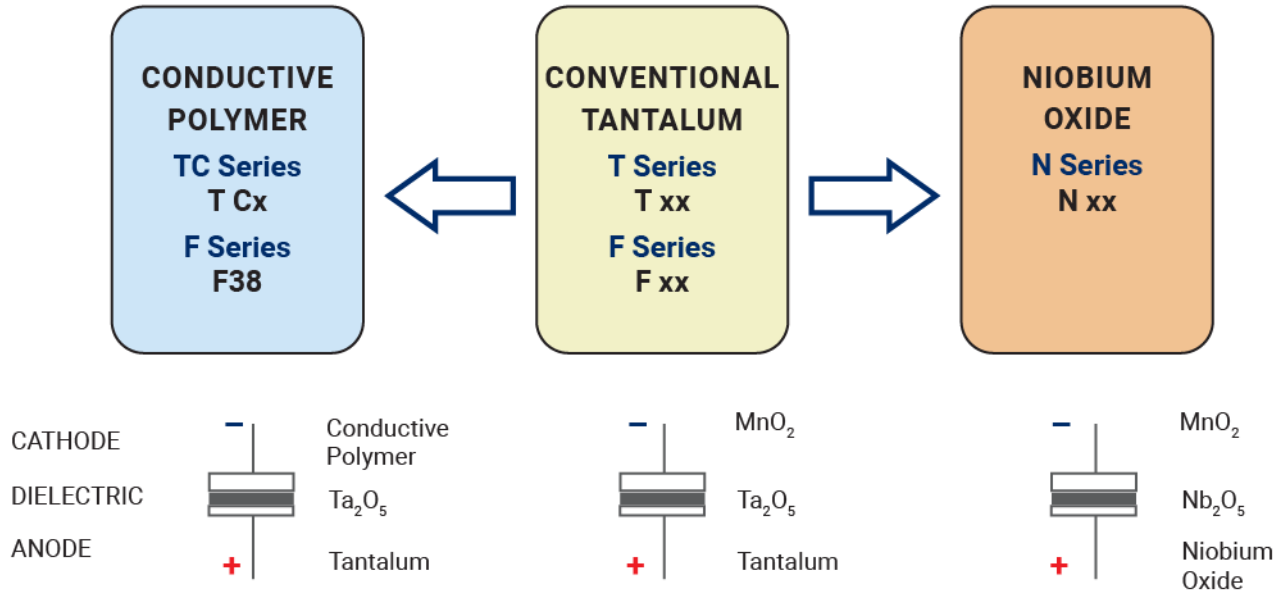 CONDUCTIVE
POLYMER
TC Series
T Cx
F Series
F38
CONVENTIONAL
TANTALUM
T Series
T xx
F Series
F xx
NIOBIUM
OXIDE
N Series
N xx
CATHODE
DIELECTRIC
ANODE
–
Conductive
Polymer
Ta₂O₅
+
Tantalum
–
MnO₂
Ta₂O₅
+
Tantalum
–
MnO₂
Nb₂O₅
+
Niobium
Oxide